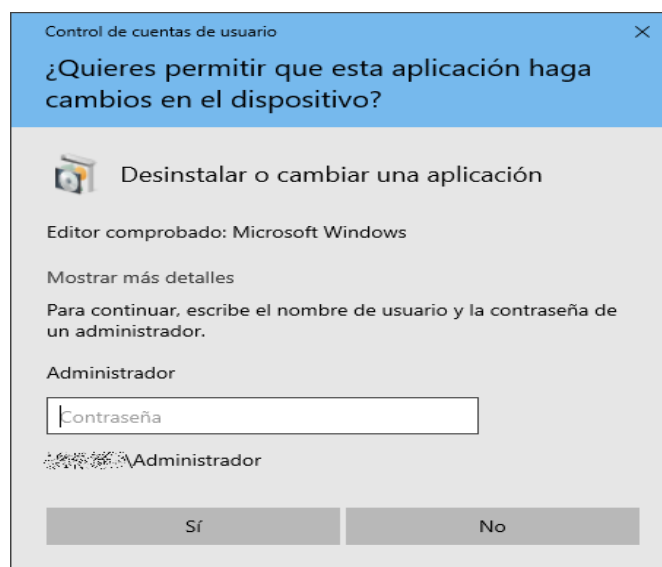 Control de cuentas de usuario
¿Quieres permitir que esta aplicación haga
cambios en el dispositivo?
Desinstalar o cambiar una aplicación
Editor comprobado: Microsoft Windows
Mostrar más detalles
Para continuar, escribe el nombre de usuario y la contraseña de
un administrador.
Administrador
Contraseña
\Administrador
Sí
No